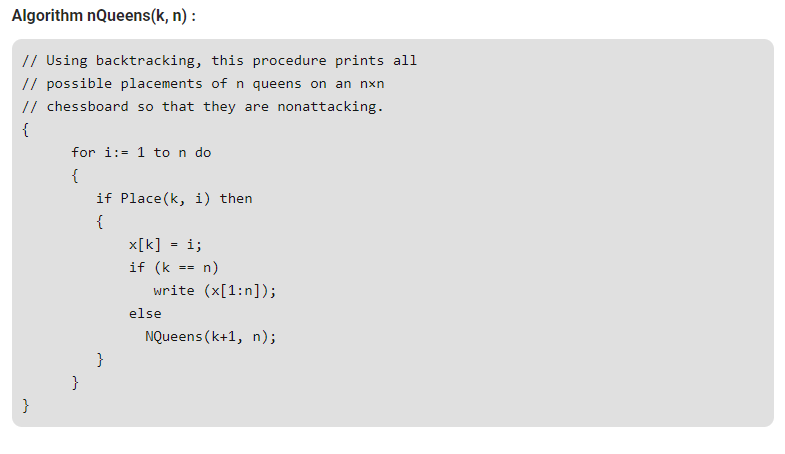 Algorithm nQueens(k, n) :
// Using backtracking, this procedure prints all
// possible placements of n queens on an n×n
// chessboard so that they are nonattacking.
{
for i:= 1 to n do
{
if Place(k, i) then
{
x[k] = i;
if (k == n)
write (x[1:n]);
else
NQueens(k+1, n);
}
}
}